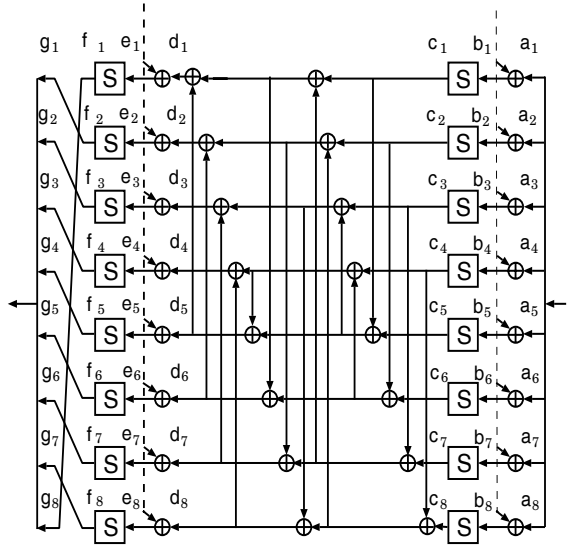 g₁ f₁ e₁ d₁ c₁ b₁ a₁
S S
g₂ f₂ e₂ d₂ c₂ b₂ a₂
S S
g₃ f₃ e₃ d₃ c₃ b₃ a₃
S S
g₄ f₄ e₄ d₄ c₄ b₄ a₄
S S
g₅ f₅ e₅ d₅ c₅ b₅ a₅
S S
g₆ f₆ e₆ d₆ c₆ b₆ a₆
S S
g₇ f₇ e₇ d₇ c₇ b₇ a₇
S S
g₈ f₈ e₈ d₈ c₈ b₈ a₈
S S